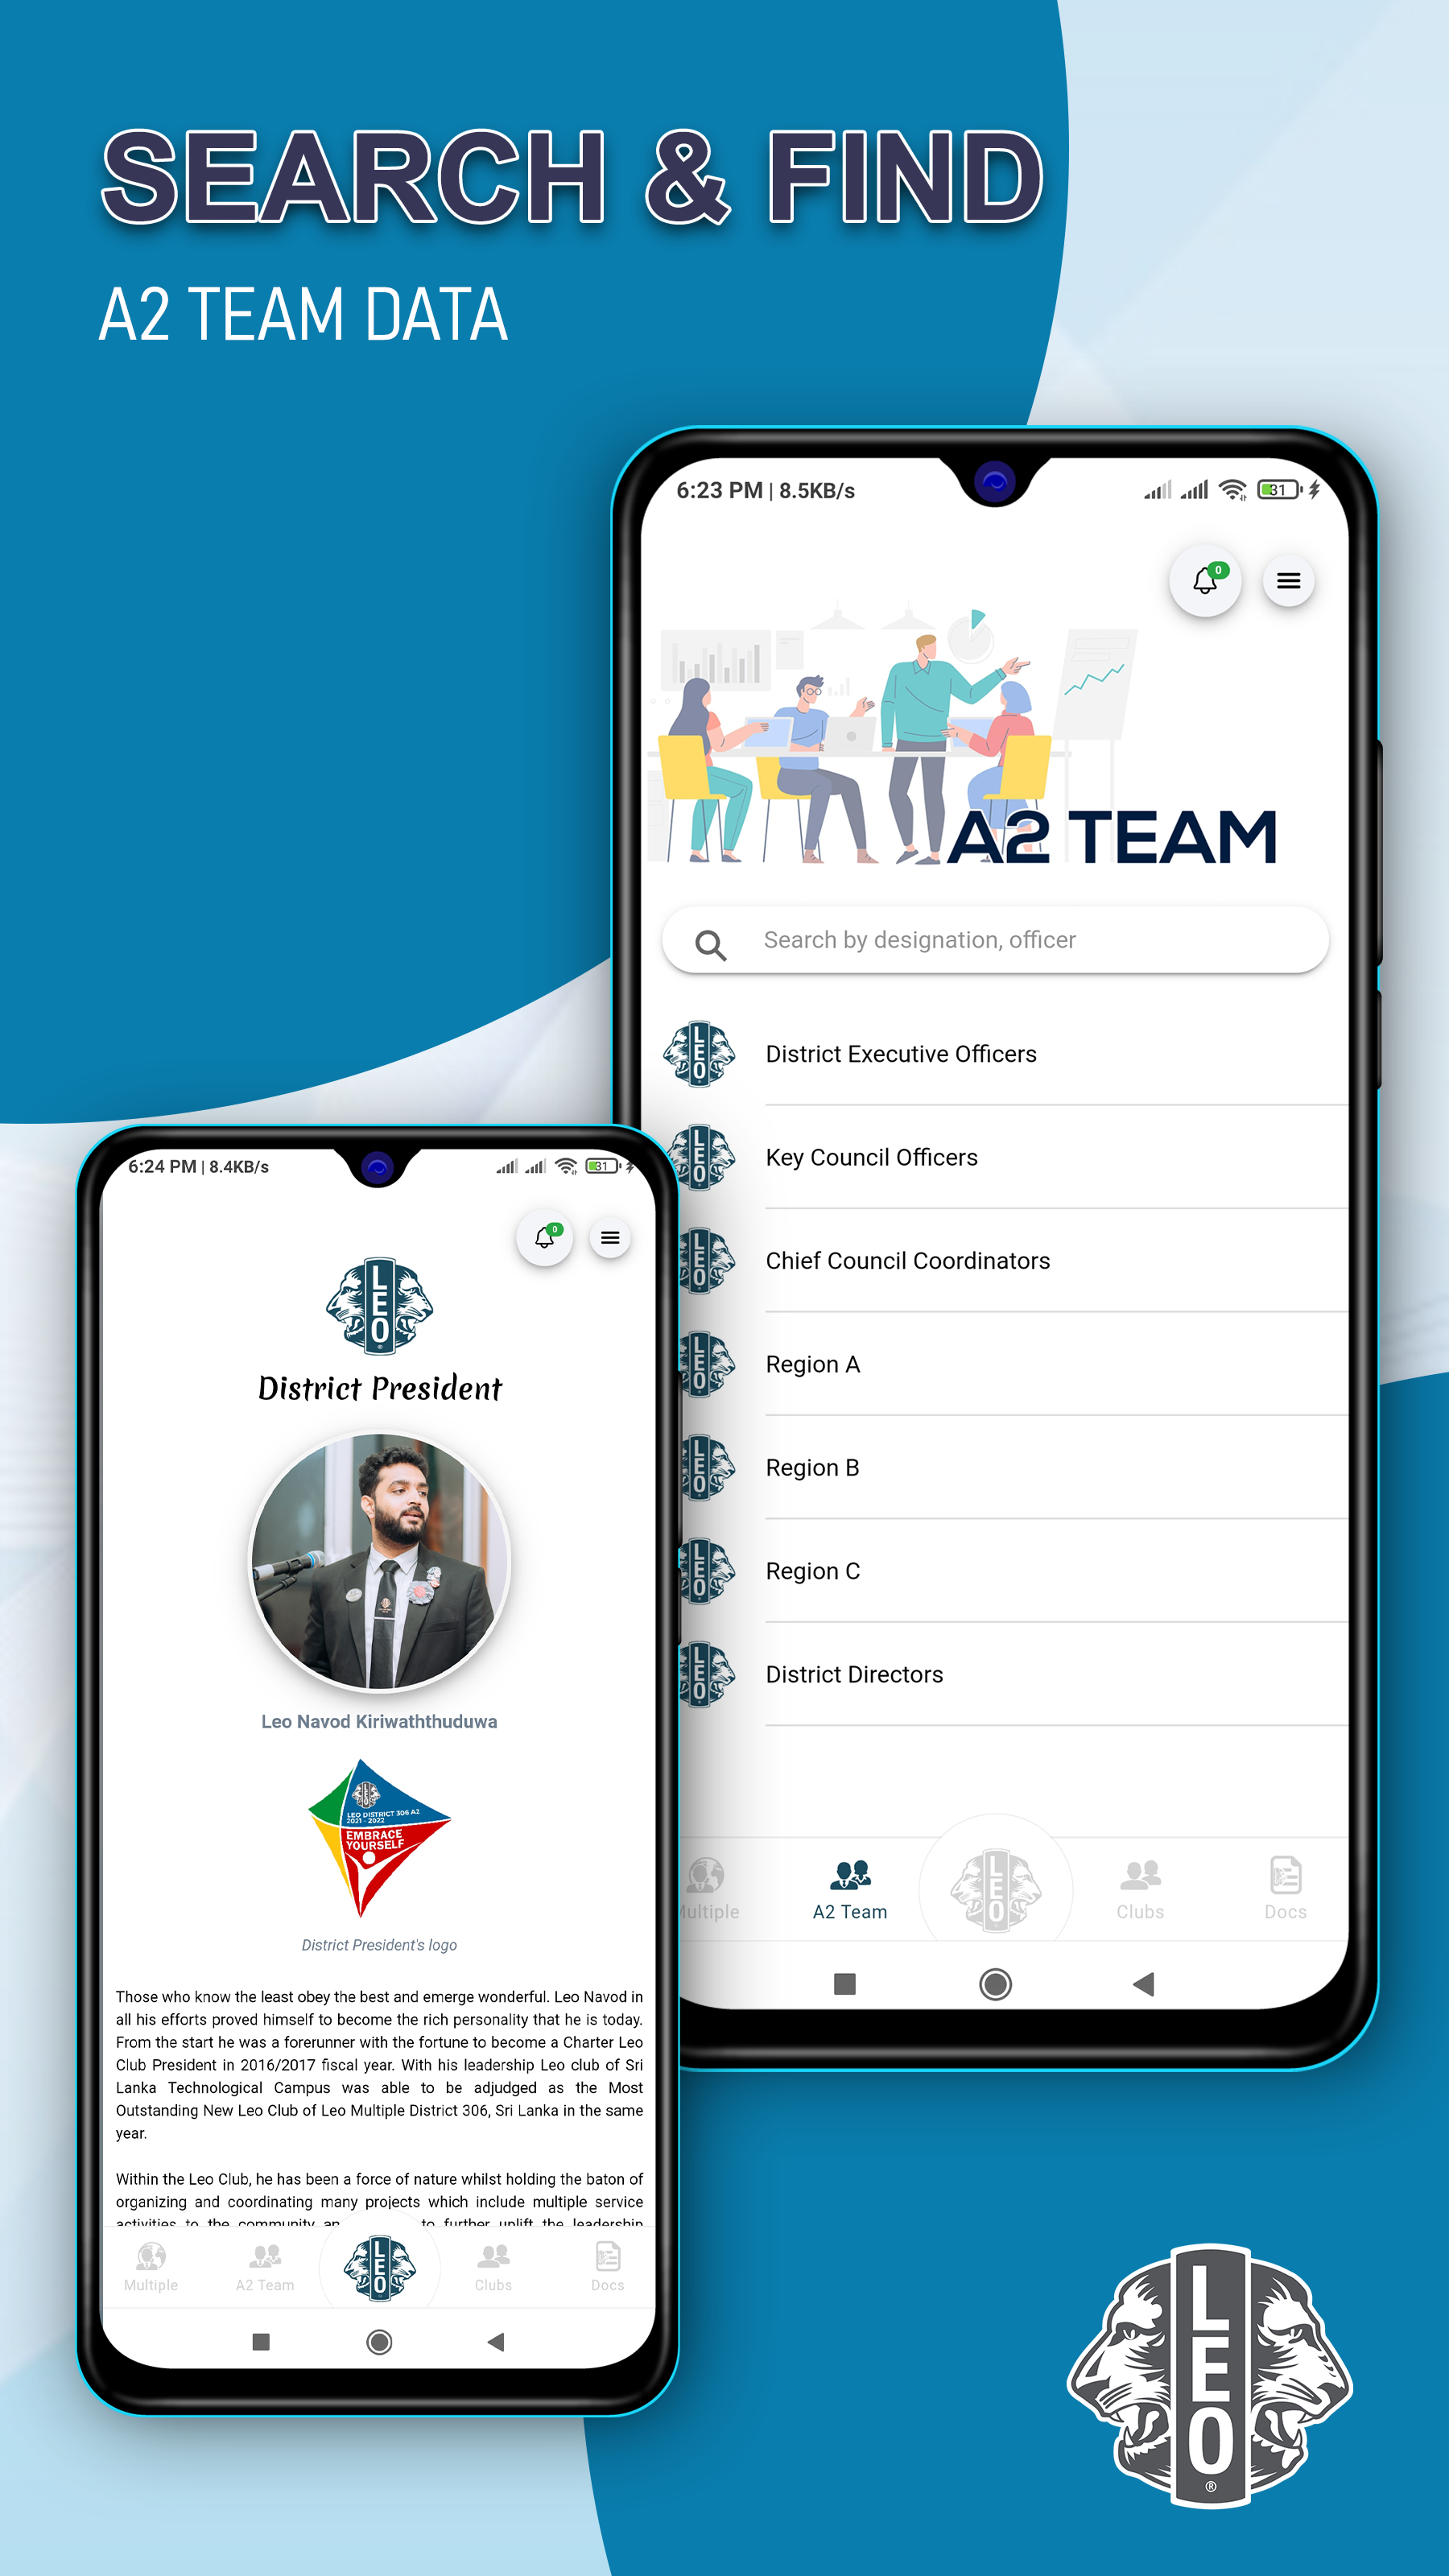 SEARCH & FIND
A2 TEAM DATA
6:23 PM | 8.5KB/s
31
0
A2 TEAM
Search by designation, officer
LEO
District Executive Officers
LEO
Key Council Officers
LEO
Chief Council Coordinators
LEO
Region A
LEO
Region B
LEO
Region C
LEO
District Directors
Multiple
A2 Team
LEO
Clubs
Docs
6:24 PM | 8.4KB/s
31
0
LEO
District President
Leo Navod Kiriwaththuduwa
LEO
LEO DISTRICT 306 A2
2021 - 2022
EMBRACE
YOURSELF
District President's logo
Those who know the least obey the best and emerge wonderful. Leo Navod in
all his efforts proved himself to become the rich personality that he is today.
From the start he was a forerunner with the fortune to become a Charter Leo
Club President in 2016/2017 fiscal year. With his leadership Leo club of Sri
Lanka Technological Campus was able to be adjudged as the Most
Outstanding New Leo Club of Leo Multiple District 306, Sri Lanka in the same
year.
Within the Leo Club, he has been a force of nature whilst holding the baton of
organizing and coordinating many projects which include multiple service
activities to the community an to further uplift the leadership
Multiple
A2 Team
LEO
Clubs
Docs
LEO
®